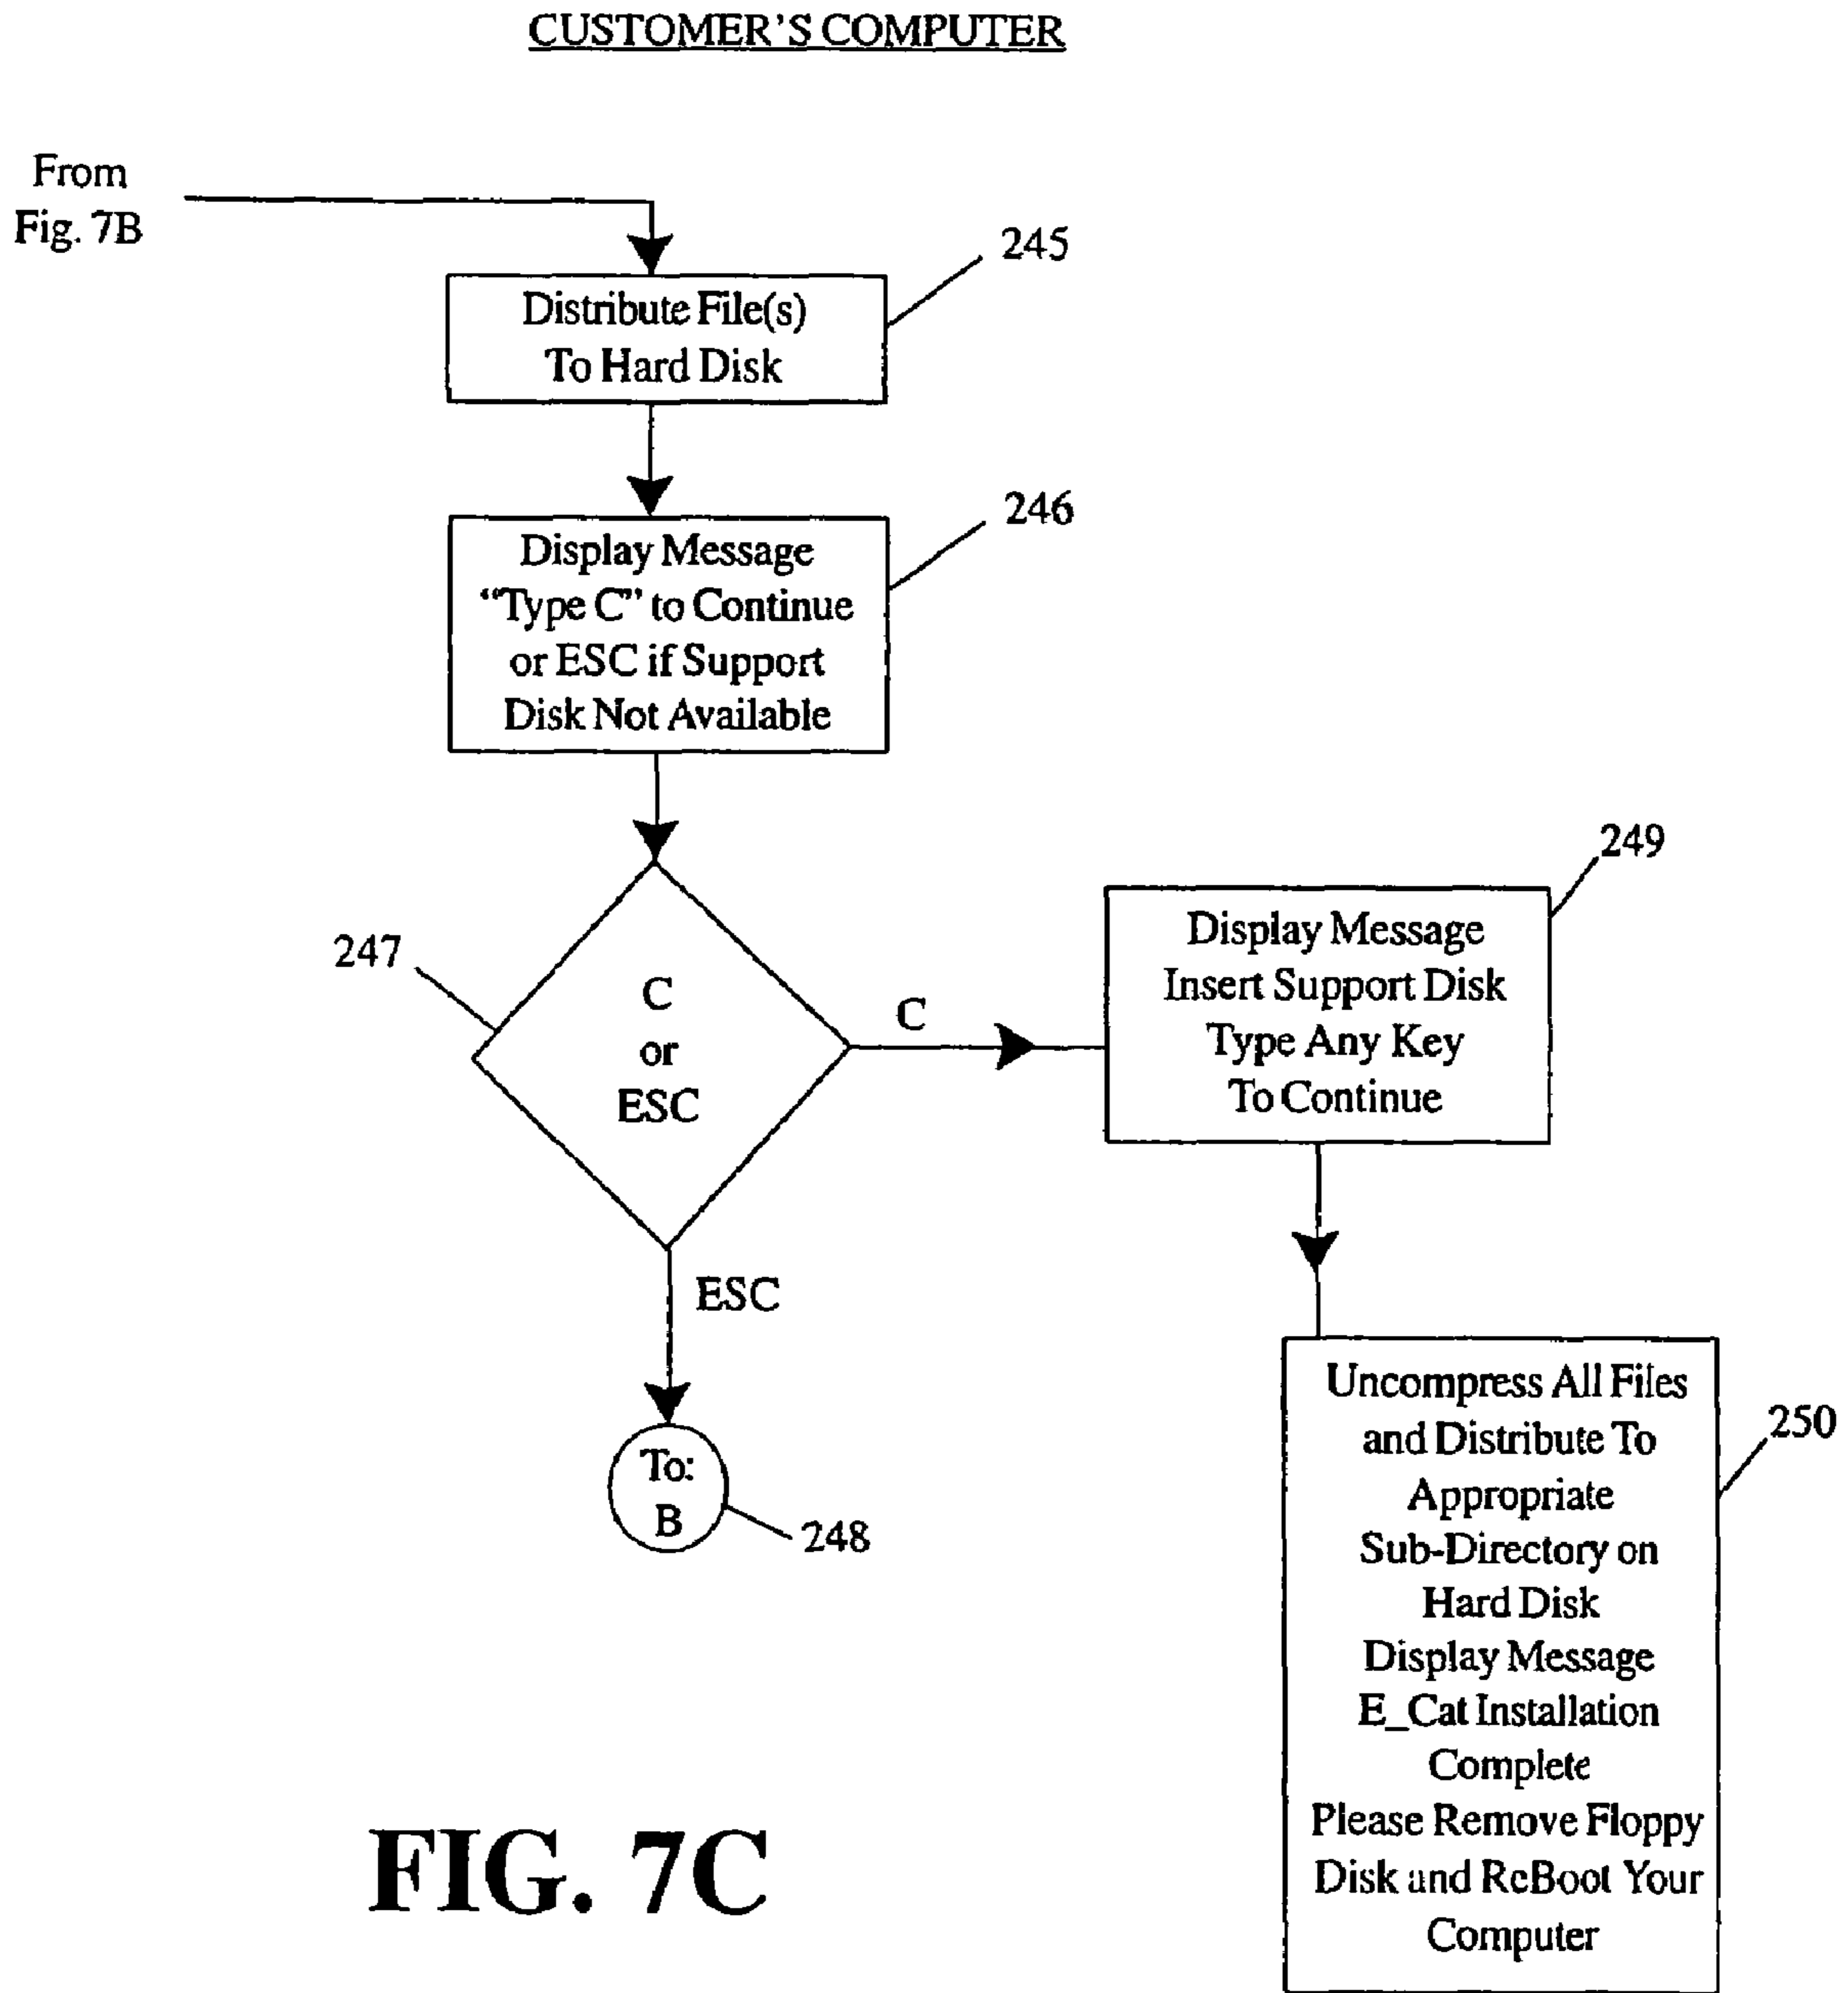 CUSTOMER'S COMPUTER
From
Fig. 7B
245
Distribute File(s)
To Hard Disk
246
Display Message
“Type C” to Continue
or ESC if Support
Disk Not Available
247
C
or
ESC
C
249
Display Message
Insert Support Disk
Type Any Key
To Continue
ESC
To:
B
248
250
Uncompress All Files
and Distribute To
Appropriate
Sub-Directory on
Hard Disk
Display Message
E_Cat Installation
Complete
Please Remove Floppy
Disk and ReBoot Your
Computer
FIG. 7C